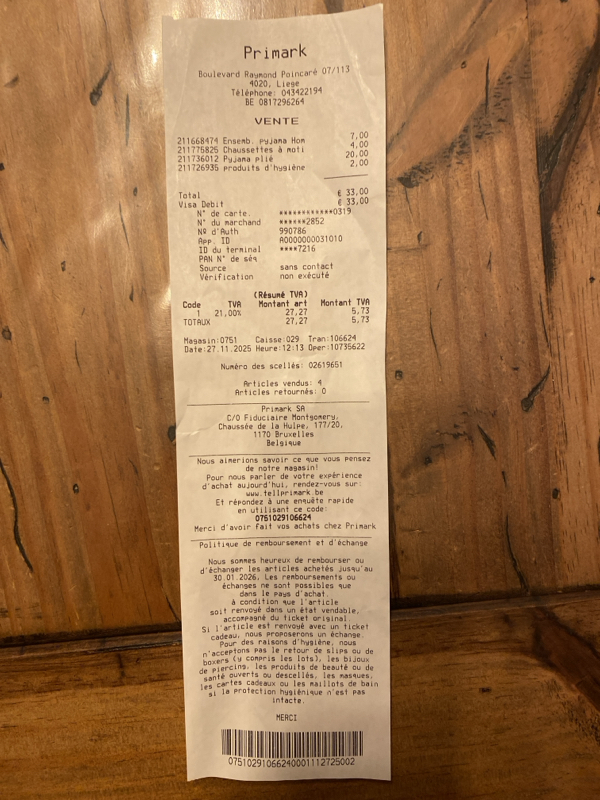 Primark
Boulevard Raymond Poincaré 07/113
4020, Liege
Téléphone: 043422194
BE 0817296264
VENTE
211668474 Ensemb. pyjama Hom 7,00
211775825 Chaussettes à moti 4,00
211736012 Pyjama plié 20,00
211726935 produits d'hygiène 2,00
Total € 33,00
Visa Debit € 33,00
N° de carte. ************0319
N° du marchand ******2852
Nº d'Auth 990786
App. ID A0000000031010
ID du terminal ****7216
PAN N° de séq
Source sans contact
Vérification non exécuté
(Résumé TVA)
Code TVA Montant art Montant TVA
1 21,00% 27,27 5,73
TOTAUX 27,27 5,73
Magasin:0751 Caisse:029 Tran:106624
Date:27.11.2025 Heure:12:13 Oper:10735622
Numéro des scellés: 02619651
Articles vendus: 4
Articles retournés: 0
Primark SA
C/O Fiduciaire Montgomery,
Chaussée de la Hulpe, 177/20,
1170 Bruxelles
Belgique
Nous aimerions savoir ce que vous pensez
de notre magasin!
Pour nous parler de votre expérience
d'achat aujourd'hui, rendez-vous sur:
www.tellprimark.be
Et répondez à une enquête rapide
en utilisant ce code:
0751029106624
Merci d'avoir fait vos achats chez Primark
Politique de remboursement et d'échange
Nous sommes heureux de rembourser ou
d'échanger les articles achetés jusqu'au
30.01.2026. Les remboursements ou
échanges ne sont possibles que
dans le pays d'achat.
à condition que l'article
soit renvoyé dans un état vendable,
accompagné du ticket original.
Si l'article est renvoyé avec un ticket
cadeau, nous proposerons un échange.
Pour des raisons d'hygiène, nous
n'acceptons pas le retour de slips ou de
boxers (y compris les lots), les bijoux
de piercing, les produits de beauté ou de
santé ouverts ou descellés, les masques,
les cartes cadeaux ou les maillots de bain
si la protection hygiénique n'est pas
intacte.
MERCI
07510291066240001112725002